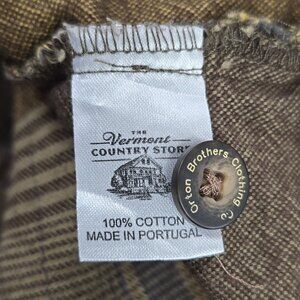 THE
Vermont
COUNTRY STORE
100% COTTON
MADE IN PORTUGAL
Orton Brothers Clothing Co